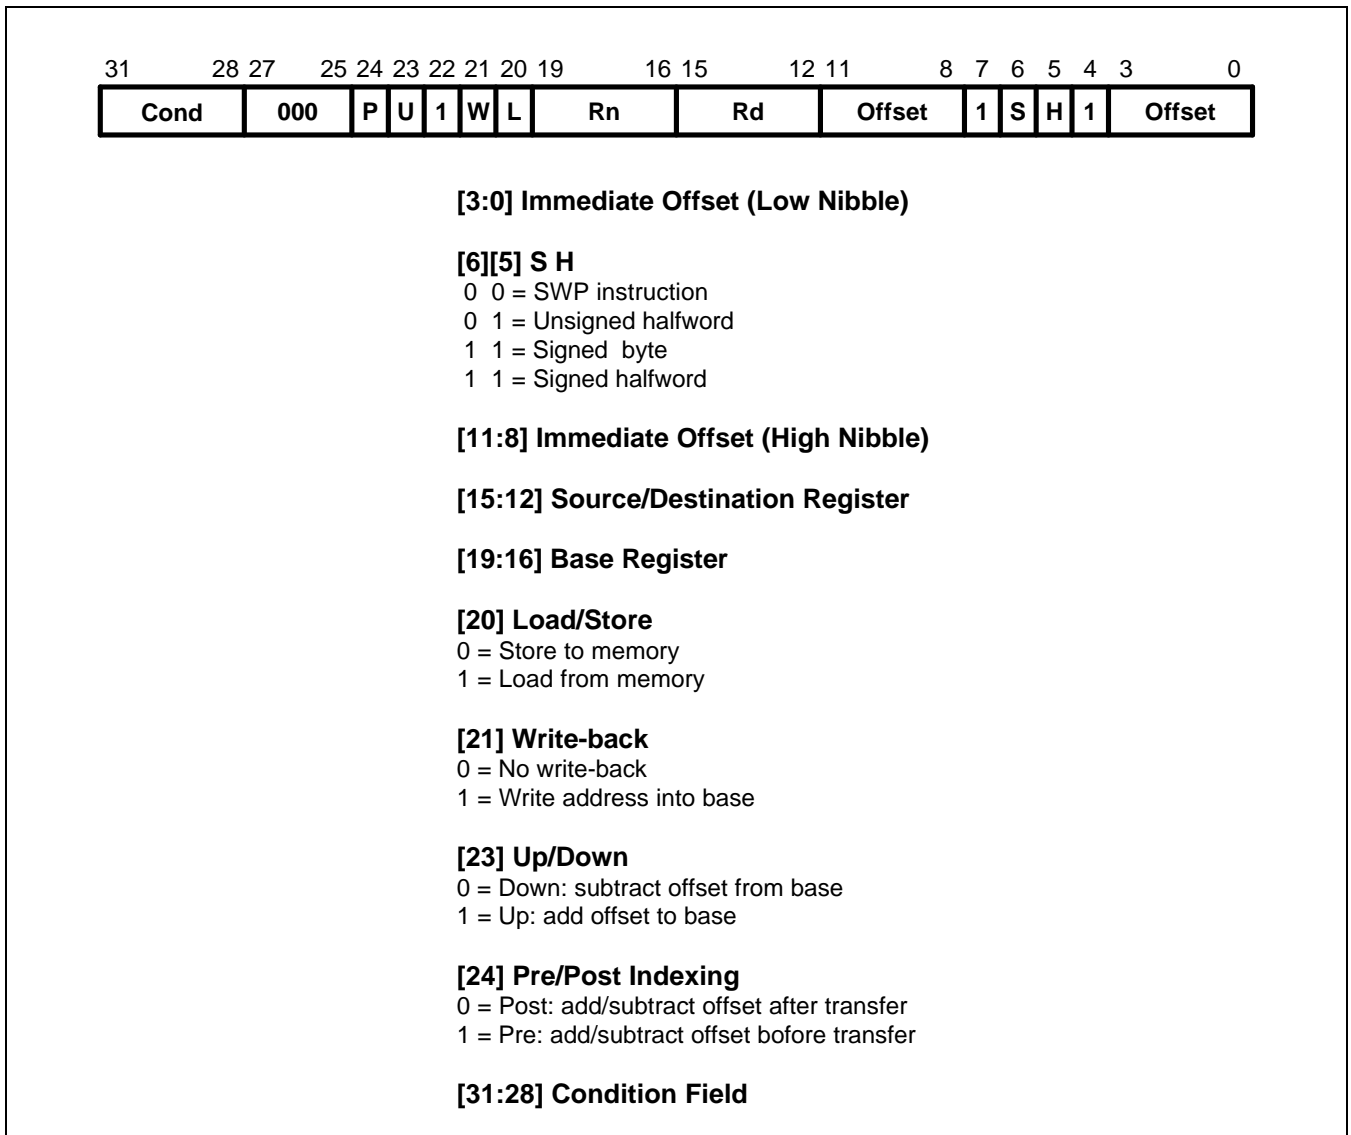 31 28 27 25 24 23 22 21 20 19 16 15 12 11 8 7 6 5 4 3 0
Cond 000 P U 1 W L Rn Rd Offset 1 S H 1 Offset
[3:0] Immediate Offset (Low Nibble)
[6][5] S H
0 0 = SWP instruction
0 1 = Unsigned halfword
1 1 = Signed byte
1 1 = Signed halfword
[11:8] Immediate Offset (High Nibble)
[15:12] Source/Destination Register
[19:16] Base Register
[20] Load/Store
0 = Store to memory
1 = Load from memory
[21] Write-back
0 = No write-back
1 = Write address into base
[23] Up/Down
0 = Down: subtract offset from base
1 = Up: add offset to base
[24] Pre/Post Indexing
0 = Post: add/subtract offset after transfer
1 = Pre: add/subtract offset bofore transfer
[31:28] Condition Field